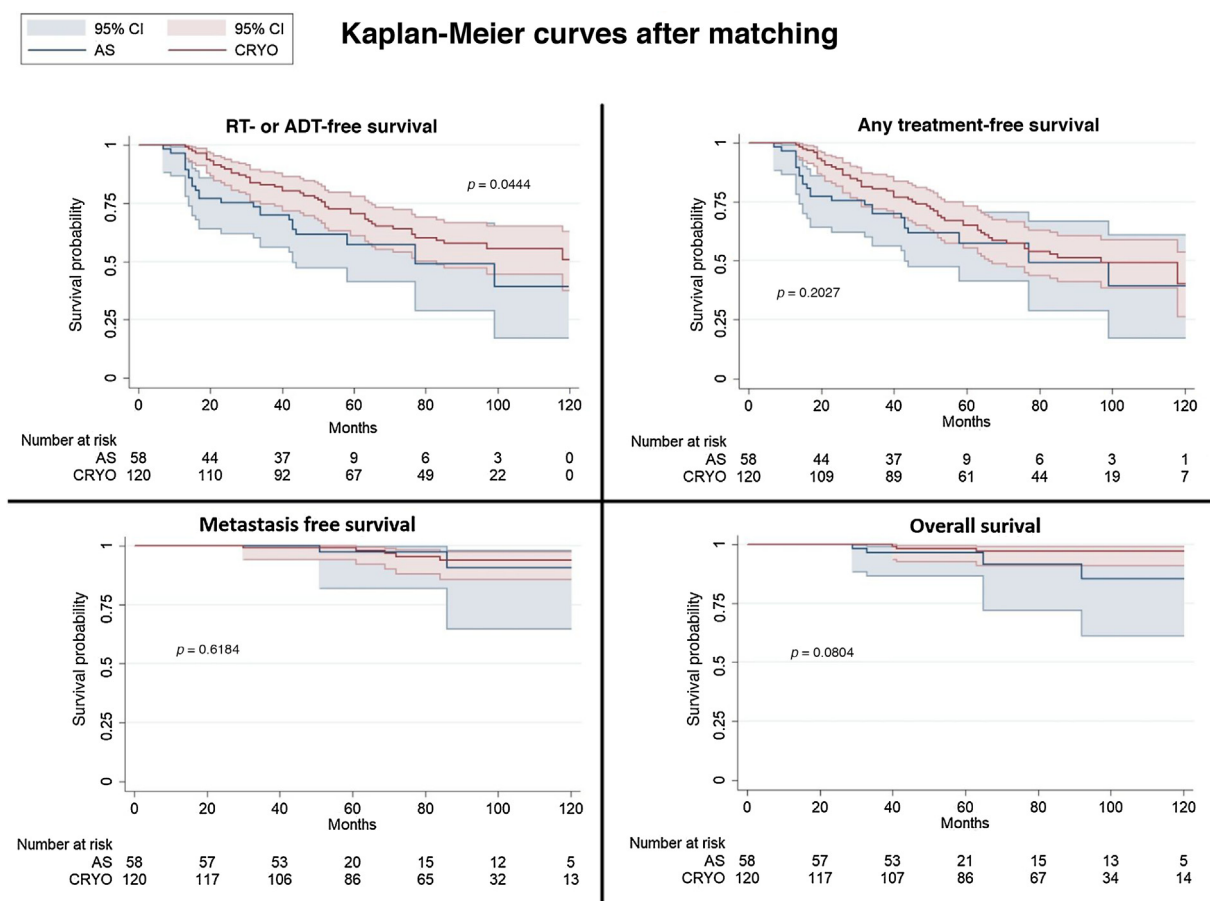 95% CI 95% CI
AS CRYO
Kaplan-Meier curves after matching
RT- or ADT-free survival
Survival probability
1
0.75
0.5
0.25
0
p = 0.0444
0 20 40 60 80 100 120
Months
Number at risk
AS 58 44 37 9 6 3 0
CRYO 120 110 92 67 49 22 0
Any treatment-free survival
Survival probability
1
0.75
0.5
0.25
0
p = 0.2027
0 20 40 60 80 100 120
Months
Number at risk
AS 58 44 37 9 6 3 1
CRYO 120 109 89 61 44 19 7
Metastasis free survival
Survival probability
1
0.75
0.5
0.25
0
p = 0.6184
0 20 40 60 80 100 120
Months
Number at risk
AS 58 57 53 20 15 12 5
CRYO 120 117 106 86 65 32 13
Overall surival
Survival probability
1
0.75
0.5
0.25
0
p = 0.0804
0 20 40 60 80 100 120
Months
Number at risk
AS 58 57 53 21 15 13 5
CRYO 120 117 107 86 67 34 14